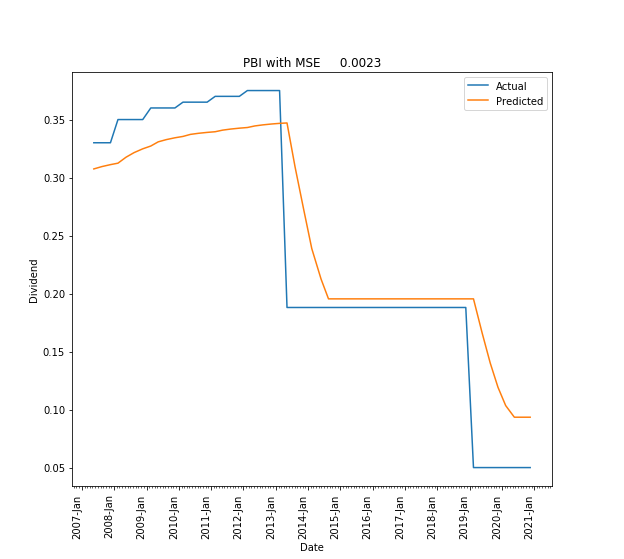 PBI with MSE 0.0023
Actual
Predicted
Dividend
0.35
0.30
0.25
0.20
0.15
0.10
0.05
2007-Jan
2008-Jan
2009-Jan
2010-Jan
2011-Jan
2012-Jan
2013-Jan
2014-Jan
2015-Jan
2016-Jan
2017-Jan
2018-Jan
2019-Jan
2020-Jan
2021-Jan
Date